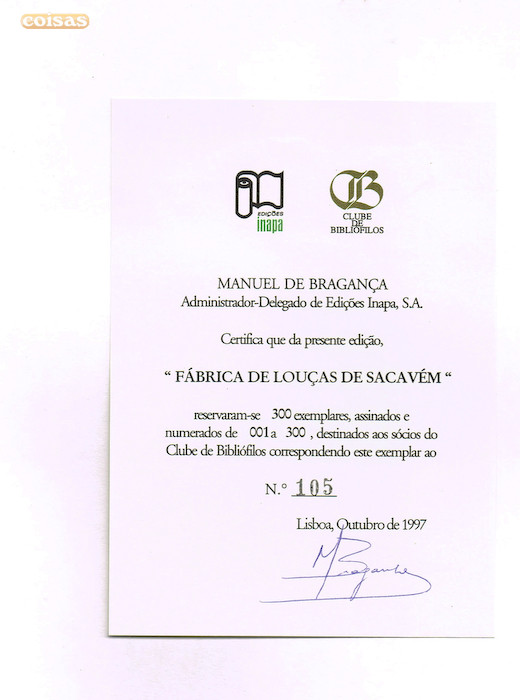 coisas
EDIÇÕES
inapa
CB
CLUBE
DE
BIBLIÓFILOS
MANUEL DE BRAGANÇA
Administrador-Delegado de Edições Inapa, S.A.
Certifica que da presente edição,
“ FÁBRICA DE LOUÇAS DE SACAVÉM “
reservaram-se 300 exemplares, assinados e
numerados de 001 a 300 , destinados aos sócios do
Clube de Bibliófilos correspondendo este exemplar ao
N.° 105
Lisboa, Outubro de 1997
MBragança